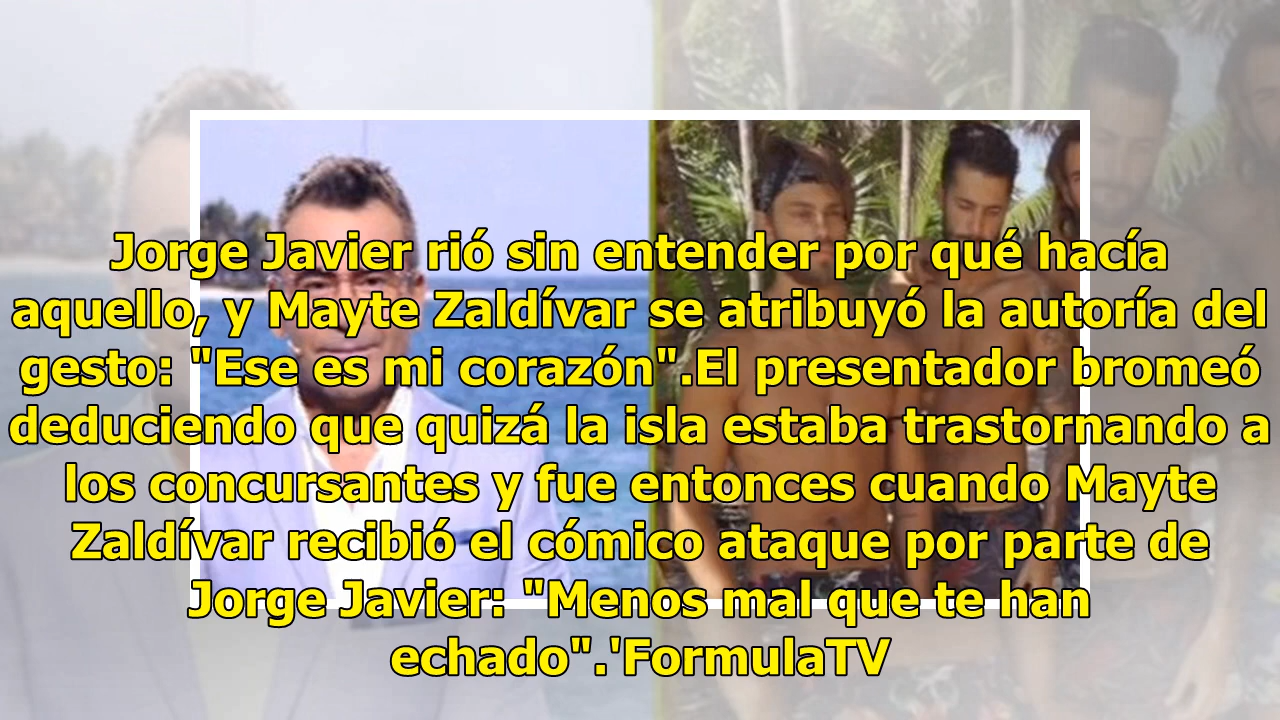 Jorge Javier rió sin entender por qué hacía
aquello, y Mayte Zaldívar se atribuyó la autoría del
gesto: "Ese es mi corazón".El presentador bromeó
deduciendo que quizá la isla estaba trastornando a
los concursantes y fue entonces cuando Mayte
Zaldívar recibió el cómico ataque por parte de
Jorge Javier: "Menos mal que te han
echado".'FormulaTV